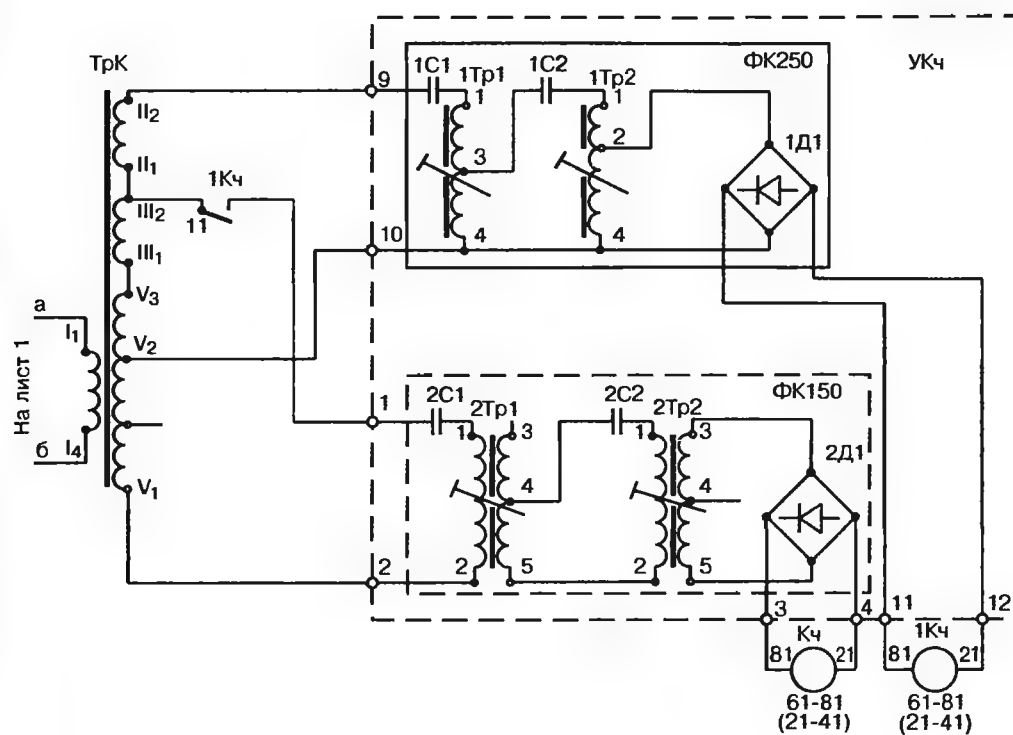 ТрК
II2
II1
III2
III1
V3
V2
V1
а
I1
На лист 1
б
I4
1Кч
11
9
10
1
2
УКч
ФК250
1С1
1Тр1
1
3
4
1С2
1Тр2
1
2
4
1Д1
ФК150
2С1
2Тр1
1
3
4
2
5
2С2
2Тр2
1
3
4
2
5
2Д1
3
4
11
12
Кч
81
21
61-81
(21-41)
1Кч
81
21
61-81
(21-41)